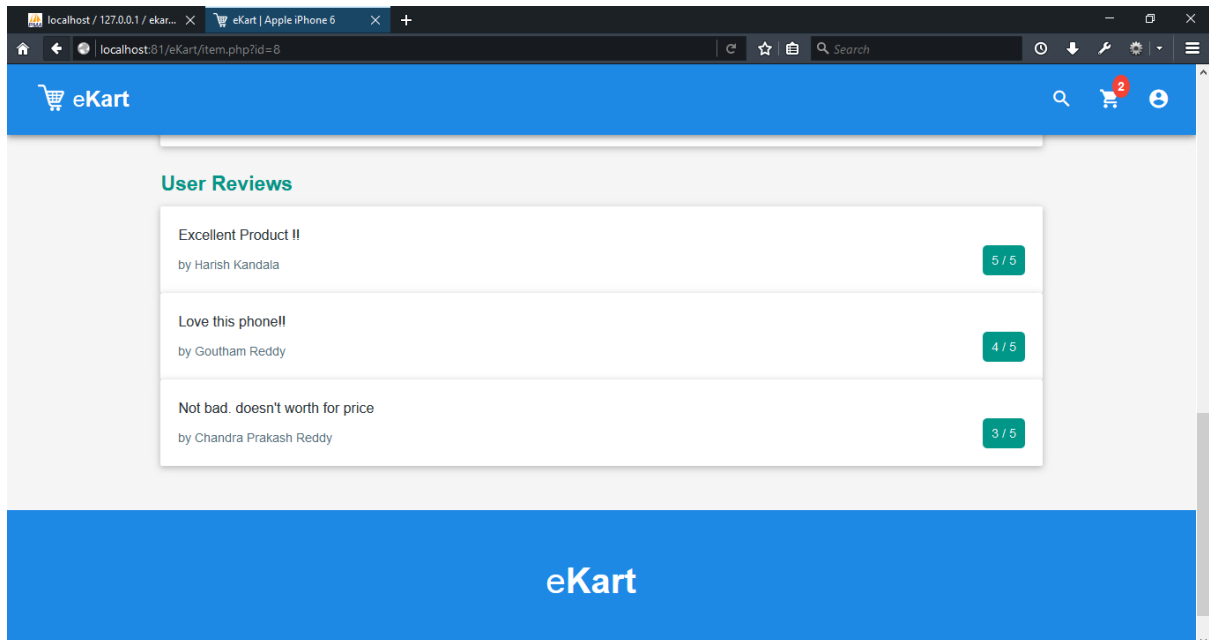 localhost / 127.0.0.1 / ekar...
eKart | Apple iPhone 6
localhost:81/eKart/item.php?id=8
Search
eKart
2
User Reviews
Excellent Product !!
by Harish Kandala
5 / 5
Love this phone!!
by Goutham Reddy
4 / 5
Not bad. doesn't worth for price
by Chandra Prakash Reddy
3 / 5
eKart